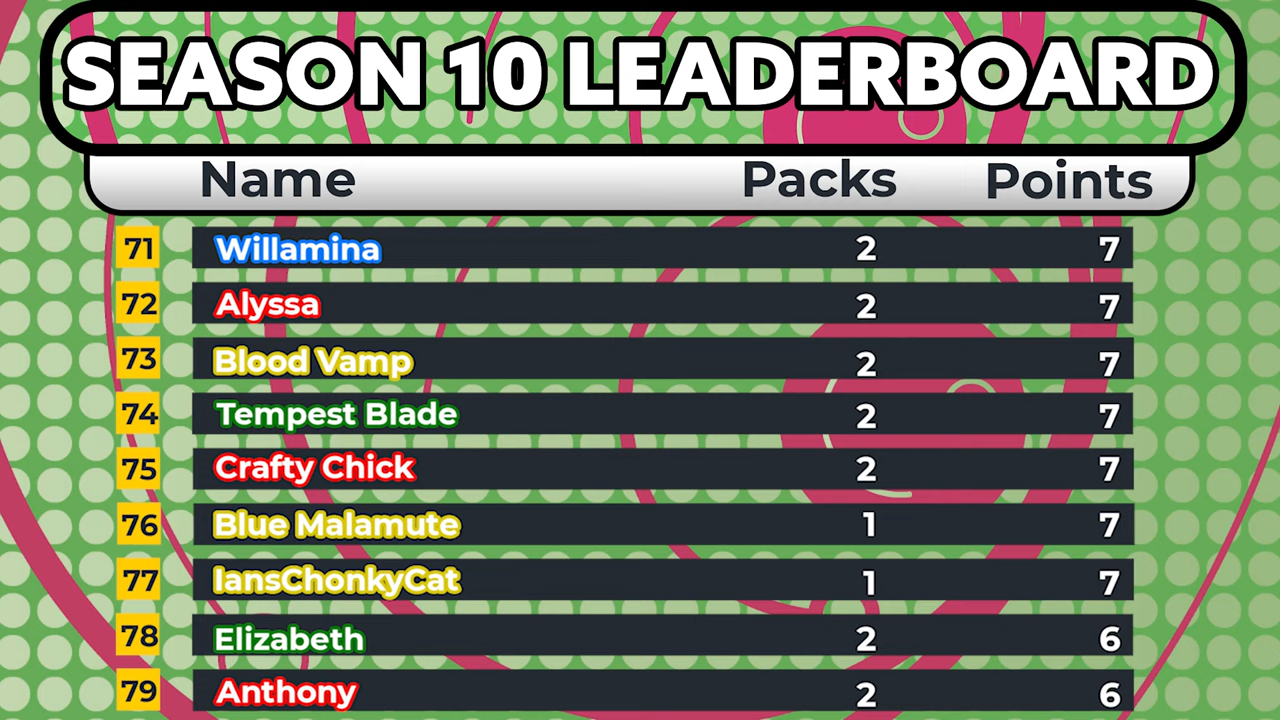 SEASON 10 LEADERBOARD
Name Packs Points
71 Willamina 2 7
72 Alyssa 2 7
73 Blood Vamp 2 7
74 Tempest Blade 2 7
75 Crafty Chick 2 7
76 Blue Malamute 1 7
77 IansChonkyCat 1 7
78 Elizabeth 2 6
79 Anthony 2 6